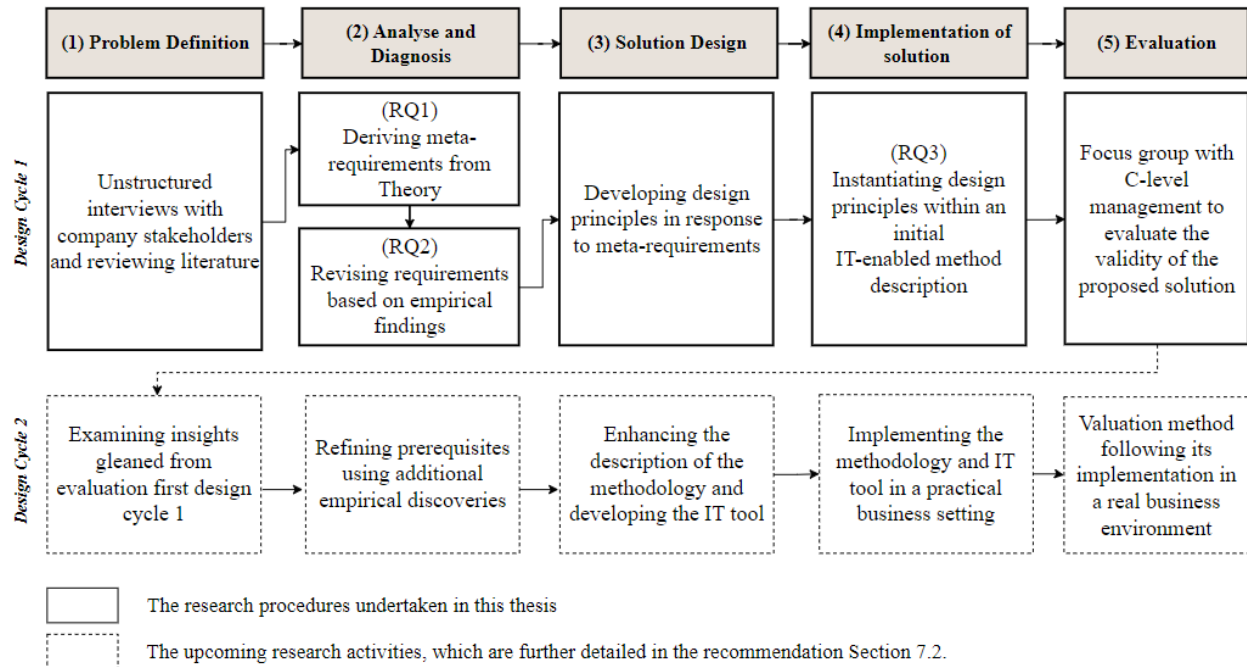 (1) Problem Definition
(2) Analyse and
Diagnosis
(3) Solution Design
(4) Implementation of
solution
(5) Evaluation
Design Cycle 1
Unstructured
interviews with
company stakeholders
and reviewing literature
(RQ1)
Deriving meta-
requirements from
Theory
(RQ2)
Revising requirements
based on empirical
findings
Developing design
principles in response
to meta-requirements
(RQ3)
Instantiating design
principles within an
initial
IT-enabled method
description
Focus group with
C-level
management to
evaluate the
validity of the
proposed solution
Design Cycle 2
Examining insights
gleaned from
evaluation first design
cycle 1
Refining prerequisites
using additional
empirical discoveries
Enhancing the
description of the
methodology and
developing the IT tool
Implementing the
methodology and IT
tool in a practical
business setting
Valuation method
following its
implementation in
a real business
environment
The research procedures undertaken in this thesis
The upcoming research activities, which are further detailed in the recommendation Section 7.2.